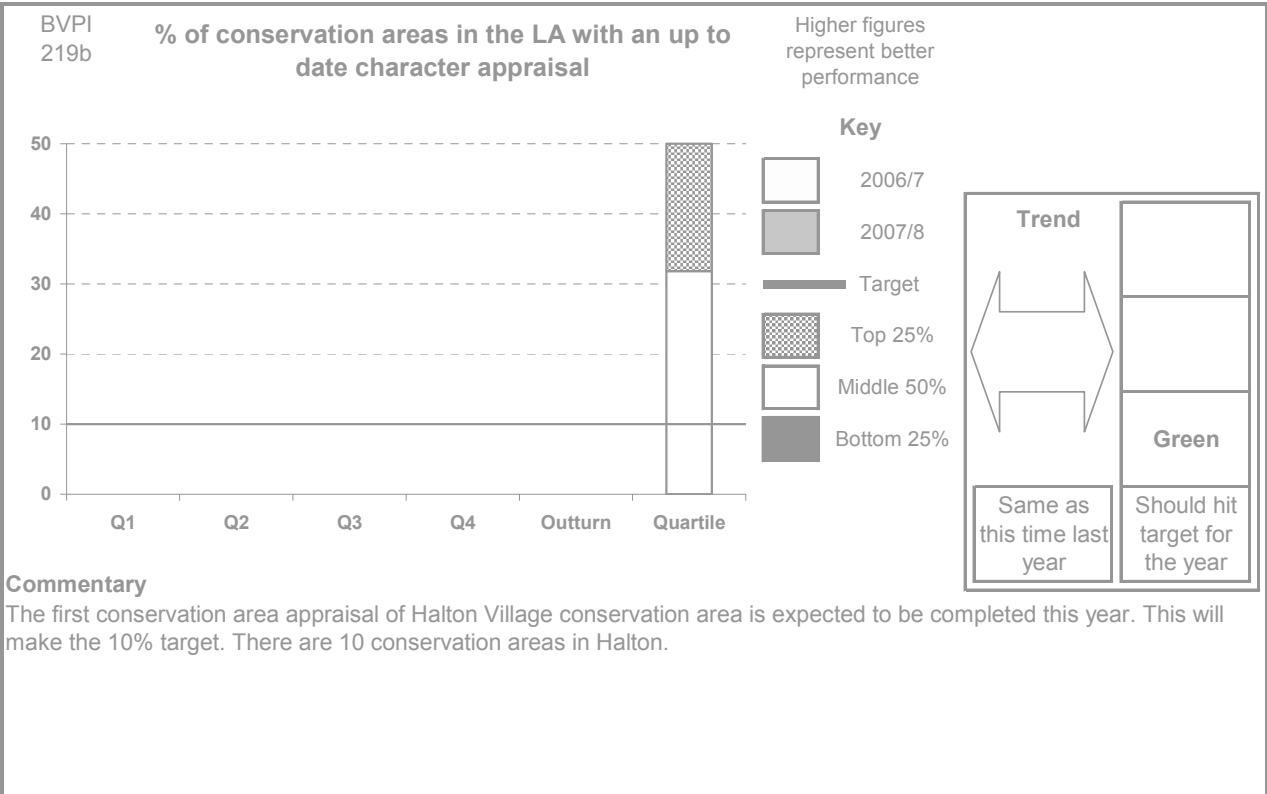 BVPI
219b
% of conservation areas in the LA with an up to
date character appraisal
Higher figures
represent better
performance
50
40
30
20
10
0
Q1
Q2
Q3
Q4
Outturn
Quartile
Key
2006/7
2007/8
Target
Top 25%
Middle 50%
Bottom 25%
Trend
Green
Same as
this time last
year
Should hit
target for
the year
Commentary
The first conservation area appraisal of Halton Village conservation area is expected to be completed this year. This will
make the 10% target. There are 10 conservation areas in Halton.